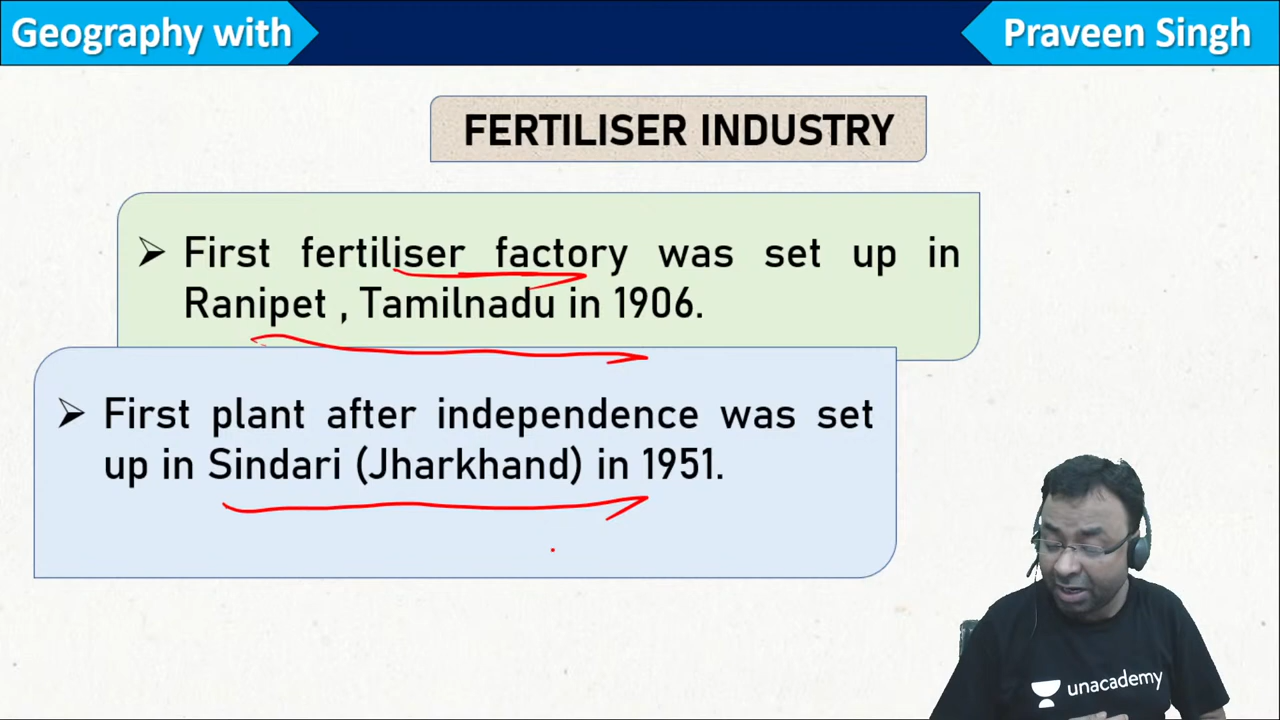 Geography with
Praveen Singh
FERTILISER INDUSTRY
➢ First fertiliser factory was set up in
Ranipet , Tamilnadu in 1906.
➢ First plant after independence was set
up in Sindari (Jharkhand) in 1951.
unacademy